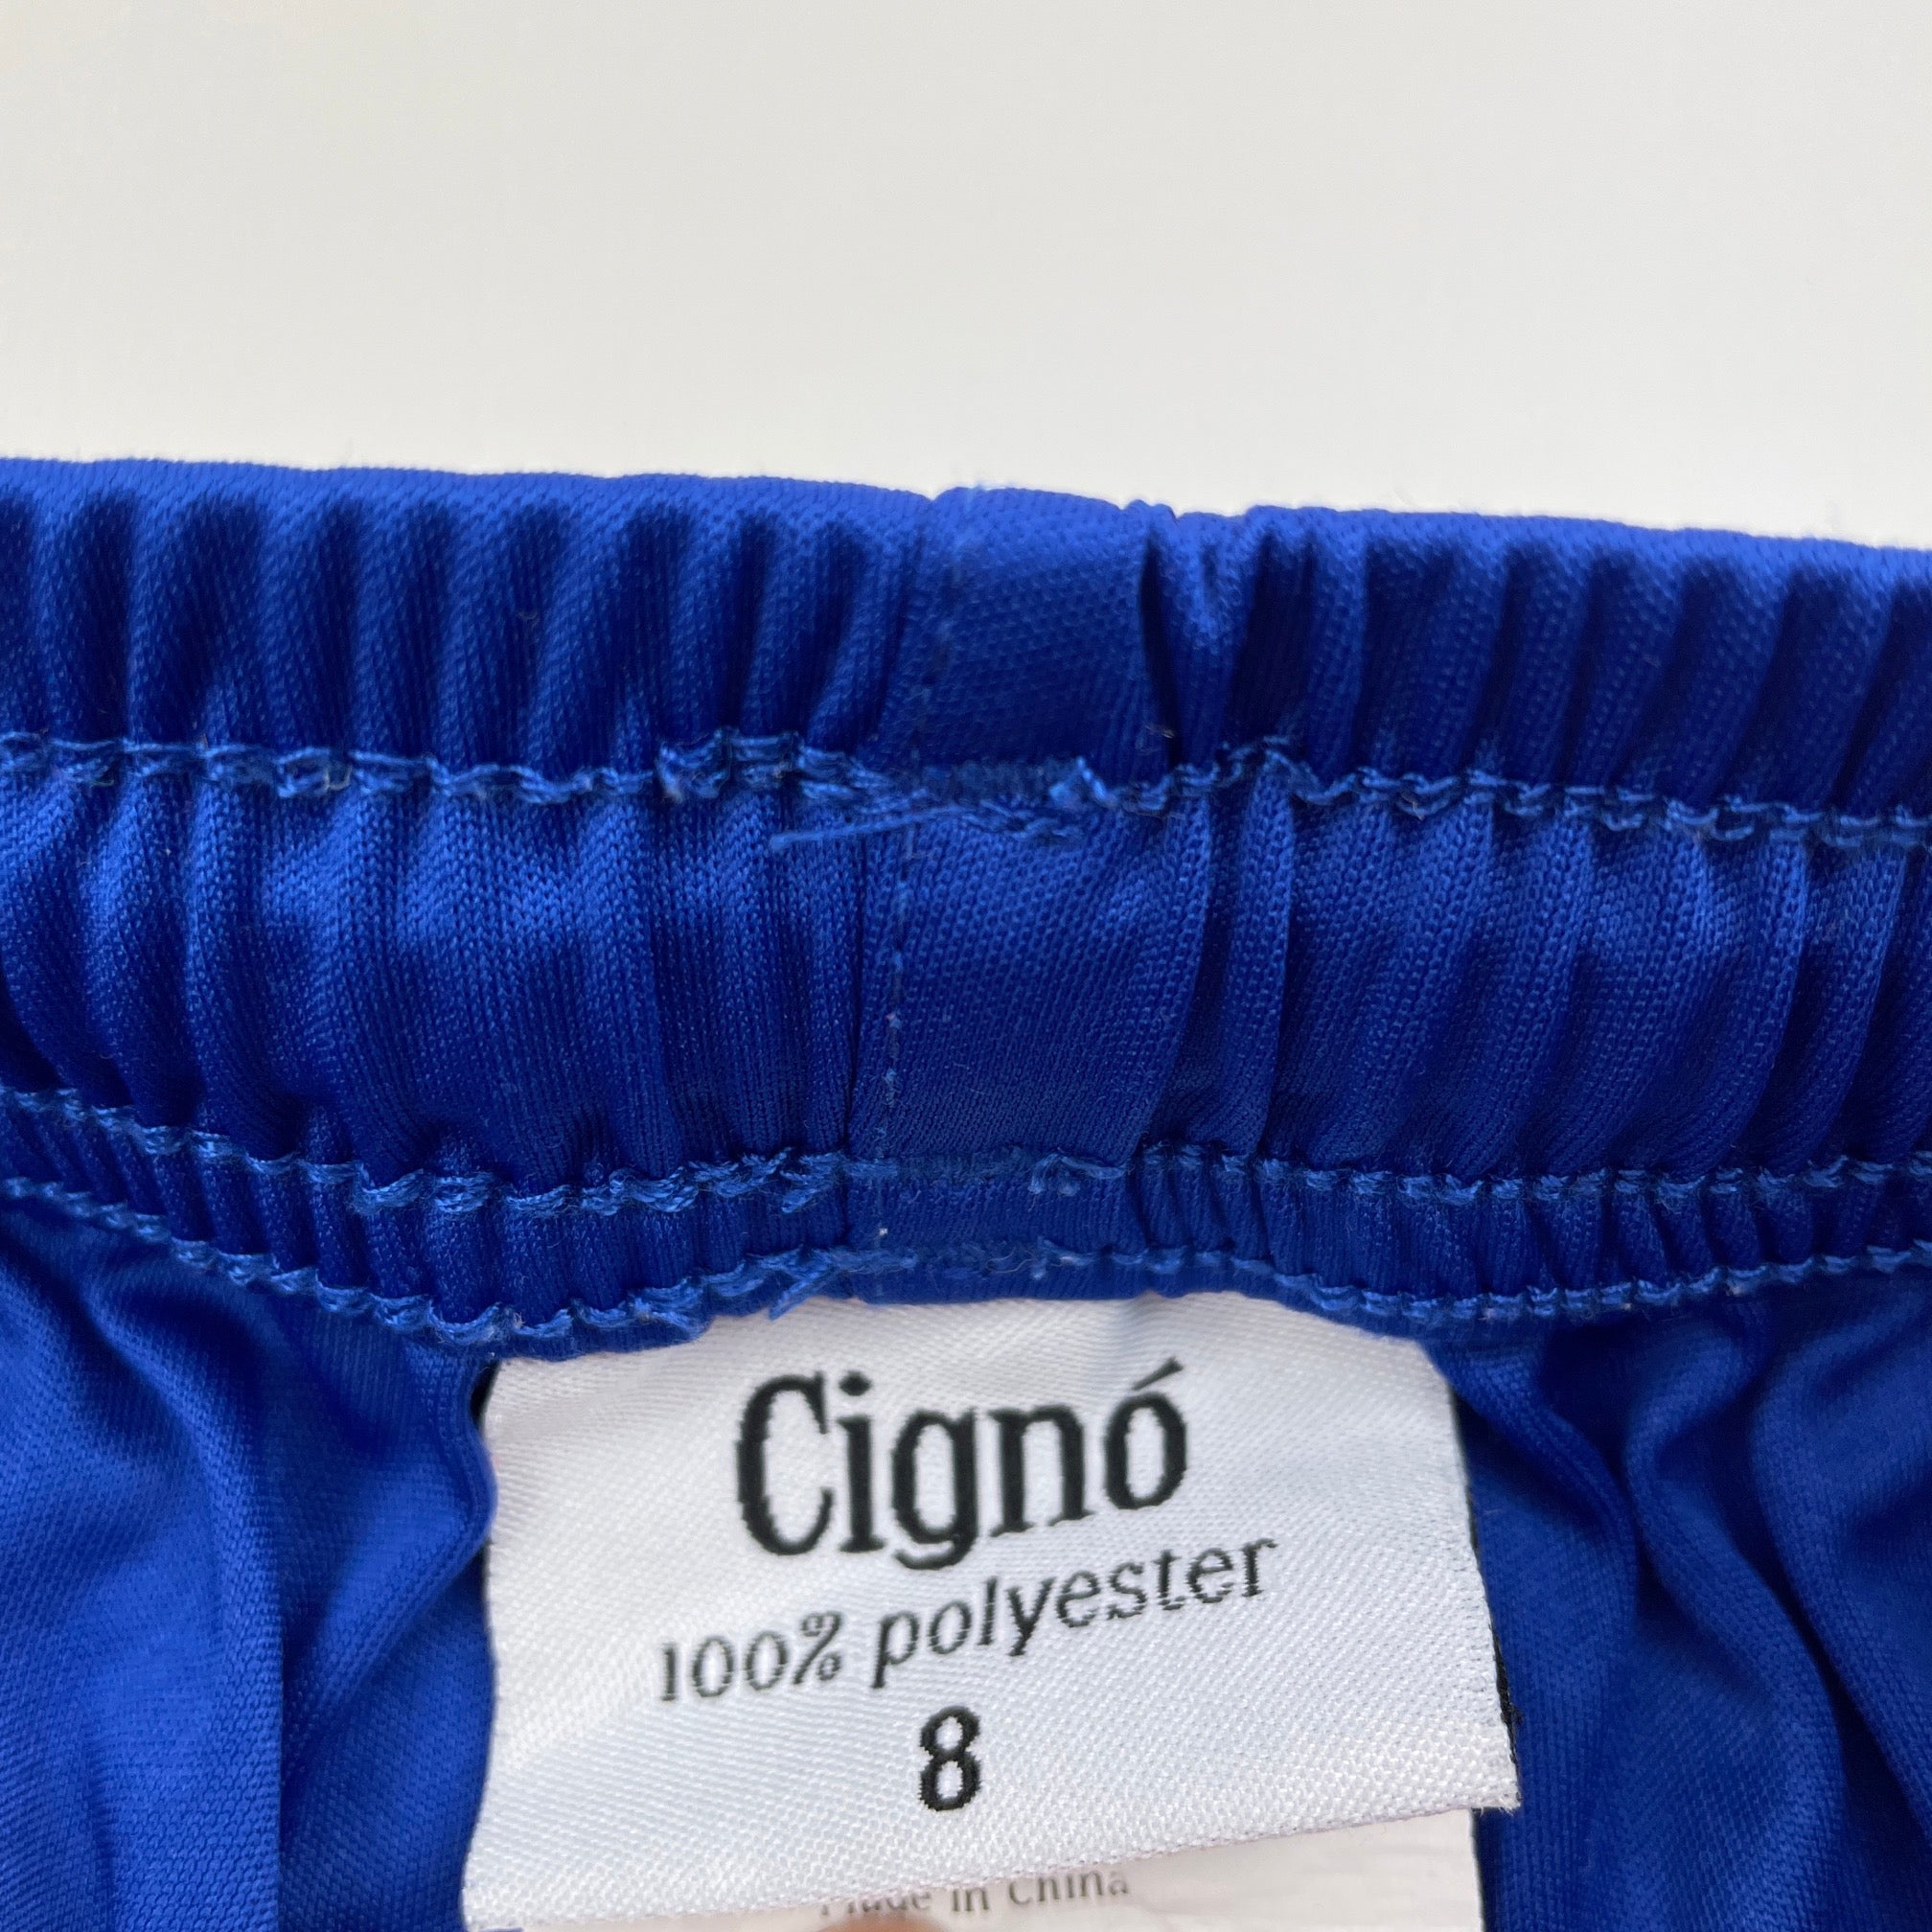 Cignó
100% polyester
8
Made in China